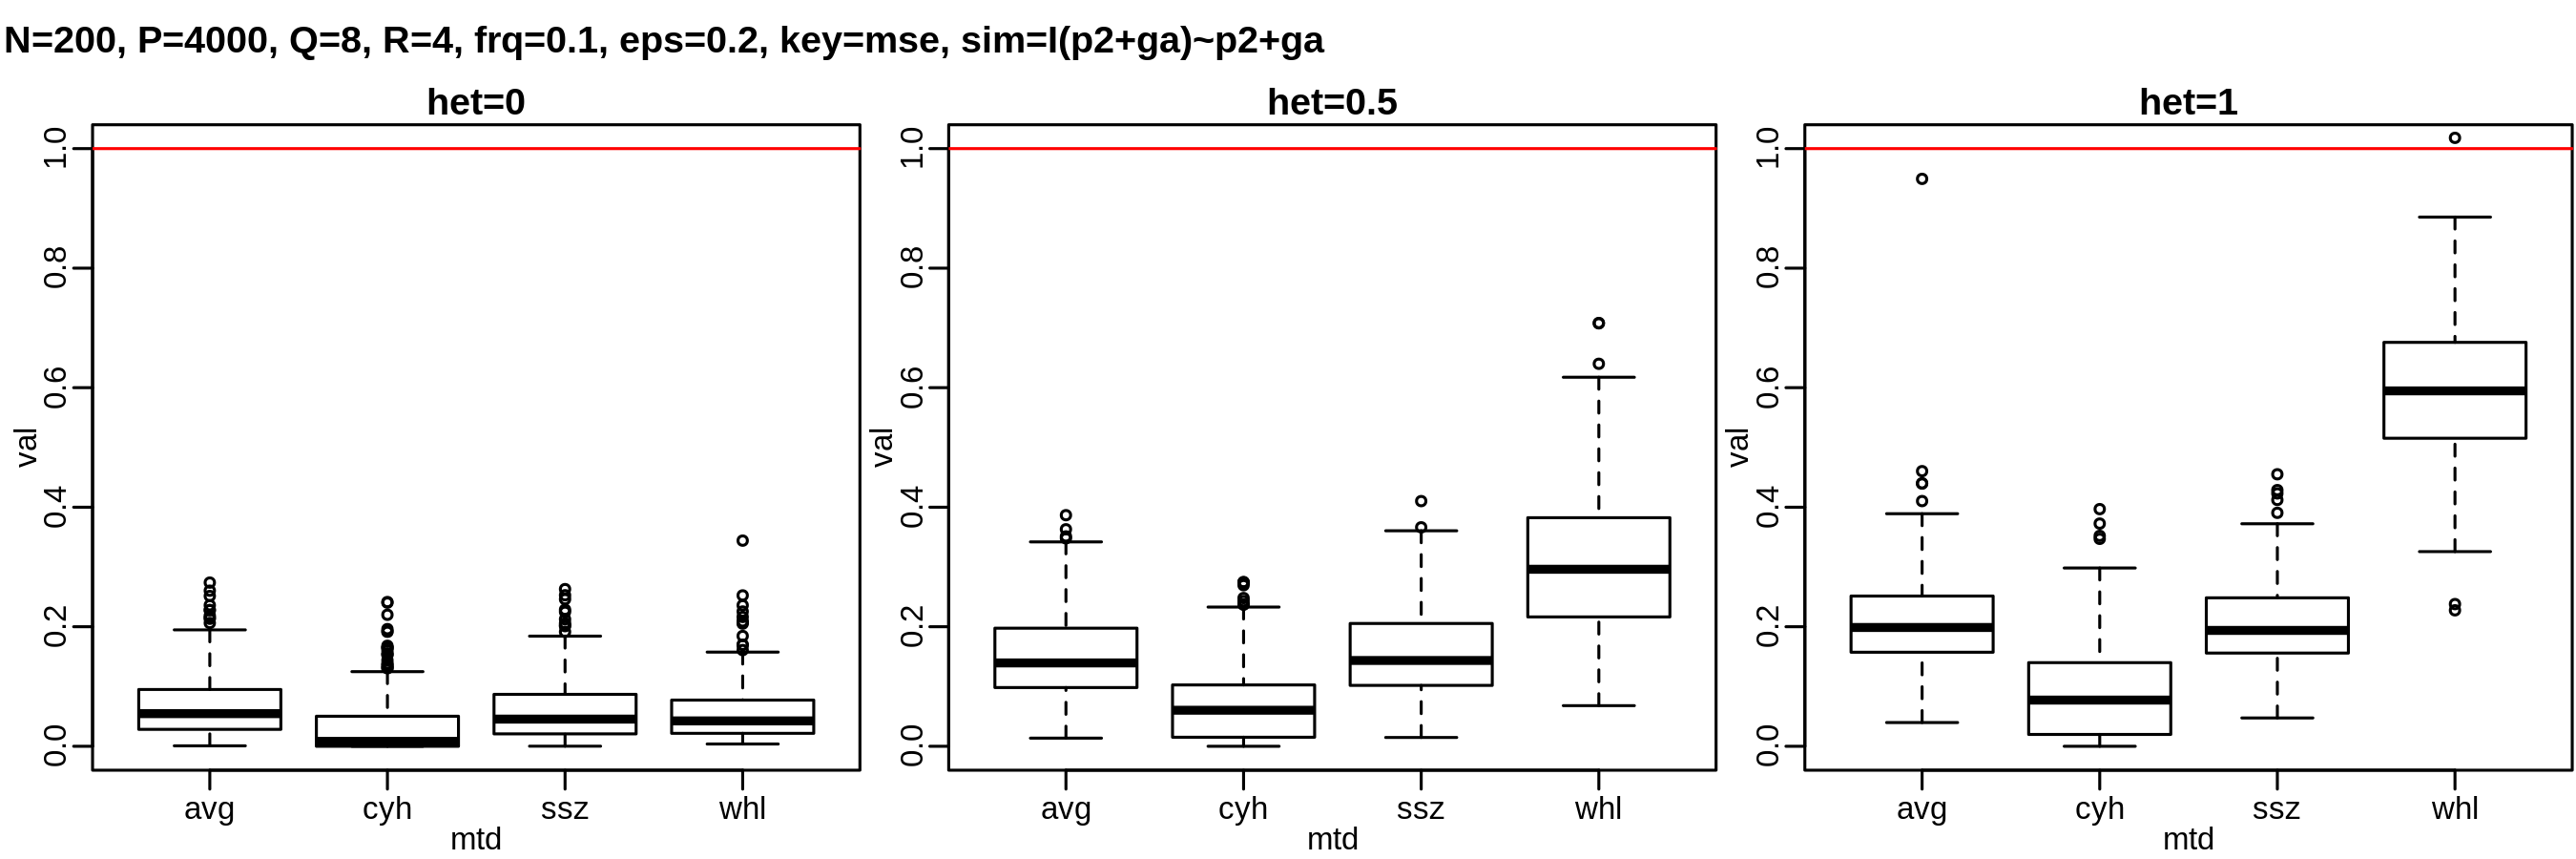 N=200, P=4000, Q=8, R=4, frq=0.1, eps=0.2, key=mse, sim=I(p2+ga)~p2+ga
het=0
val
0.0 0.2 0.4 0.6 0.8 1.0
avg cyh ssz whl
mtd
het=0.5
val
0.0 0.2 0.4 0.6 0.8 1.0
avg cyh ssz whl
mtd
het=1
val
0.0 0.2 0.4 0.6 0.8 1.0
avg cyh ssz whl
mtd